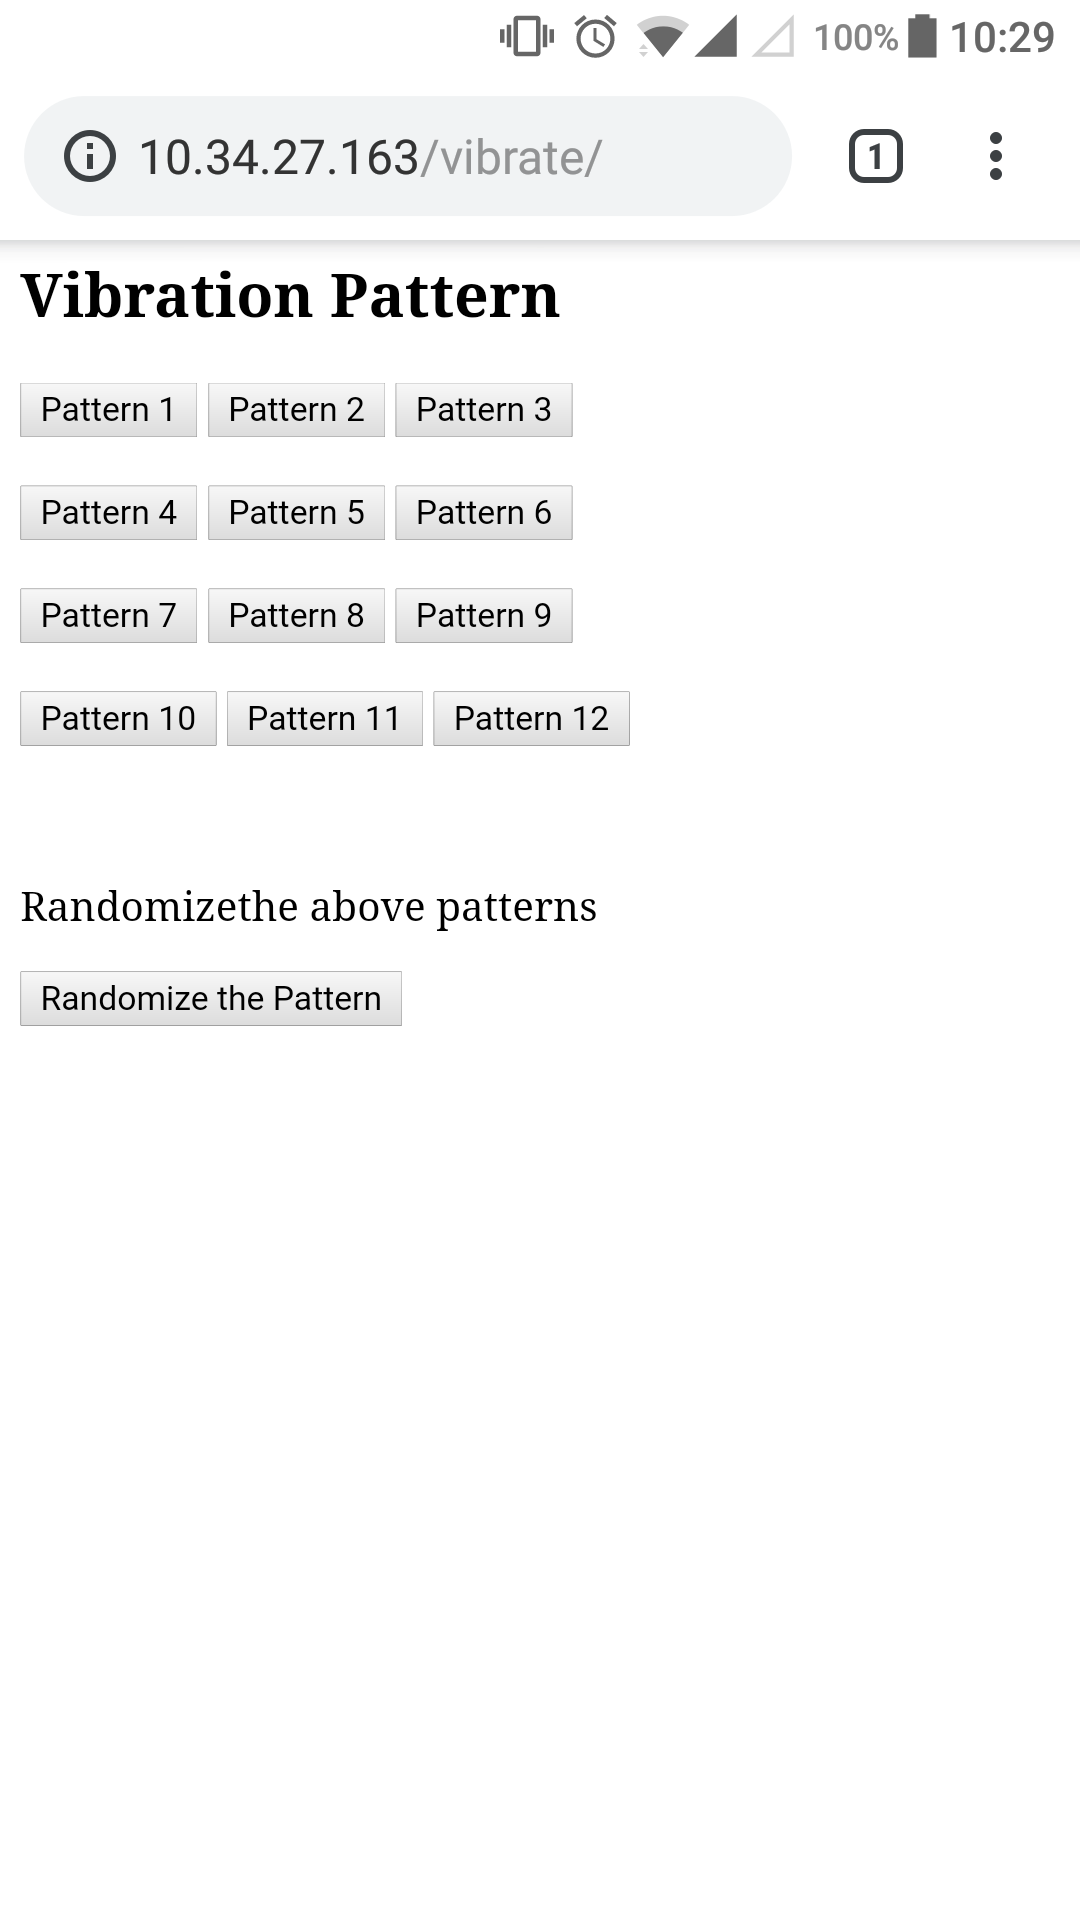 100% 10:29
10.34.27.163/vibrate/ 1
Vibration Pattern
Pattern 1 Pattern 2 Pattern 3
Pattern 4 Pattern 5 Pattern 6
Pattern 7 Pattern 8 Pattern 9
Pattern 10 Pattern 11 Pattern 12
Randomizethe above patterns
Randomize the Pattern